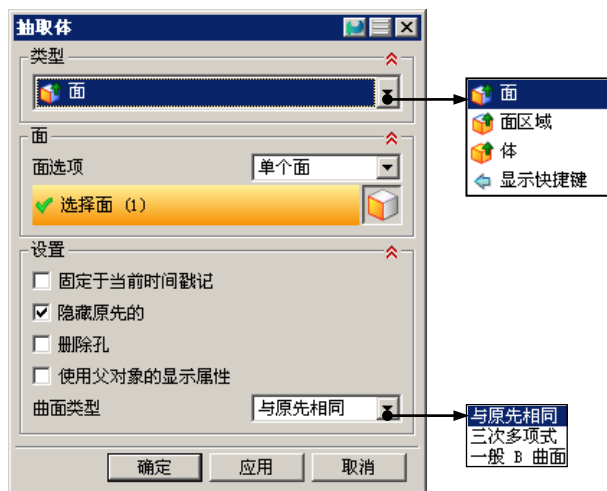 抽取体
类型
面
面
面选项
单个面
选择面 (1)
设置
固定于当前时间戳记
隐藏原先的
删除孔
使用父对象的显示属性
曲面类型
与原先相同
确定
应用
取消
面
面区域
体
显示快捷键
与原先相同
三次多项式
一般 B 曲面